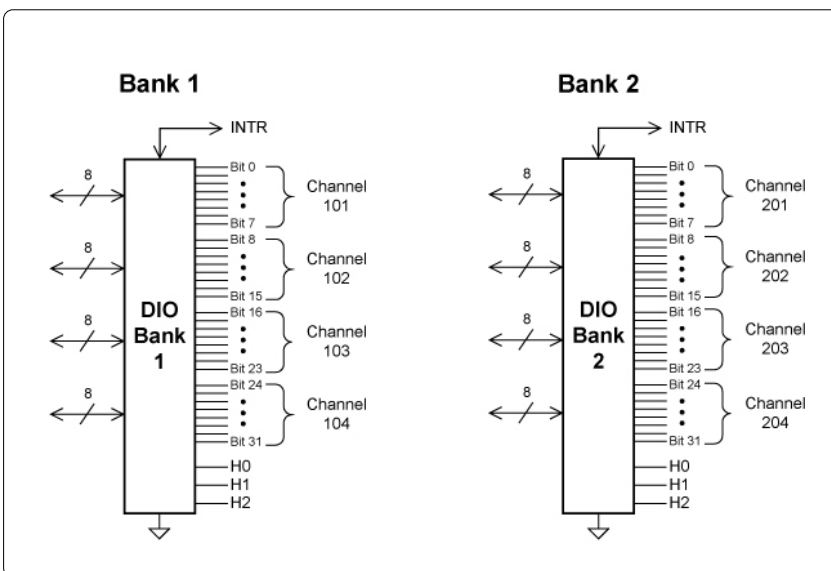 Bank 1
INTR
8
Bit 0
Channel
101
Bit 7
8
Bit 8
Channel
102
Bit 15
DIO
Bank
1
8
Bit 16
Channel
103
Bit 23
8
Bit 24
Channel
104
Bit 31
H0
H1
H2
Bank 2
INTR
8
Bit 0
Channel
201
Bit 7
8
Bit 8
Channel
202
Bit 15
DIO
Bank
2
8
Bit 16
Channel
203
Bit 23
8
Bit 24
Channel
204
Bit 31
H0
H1
H2